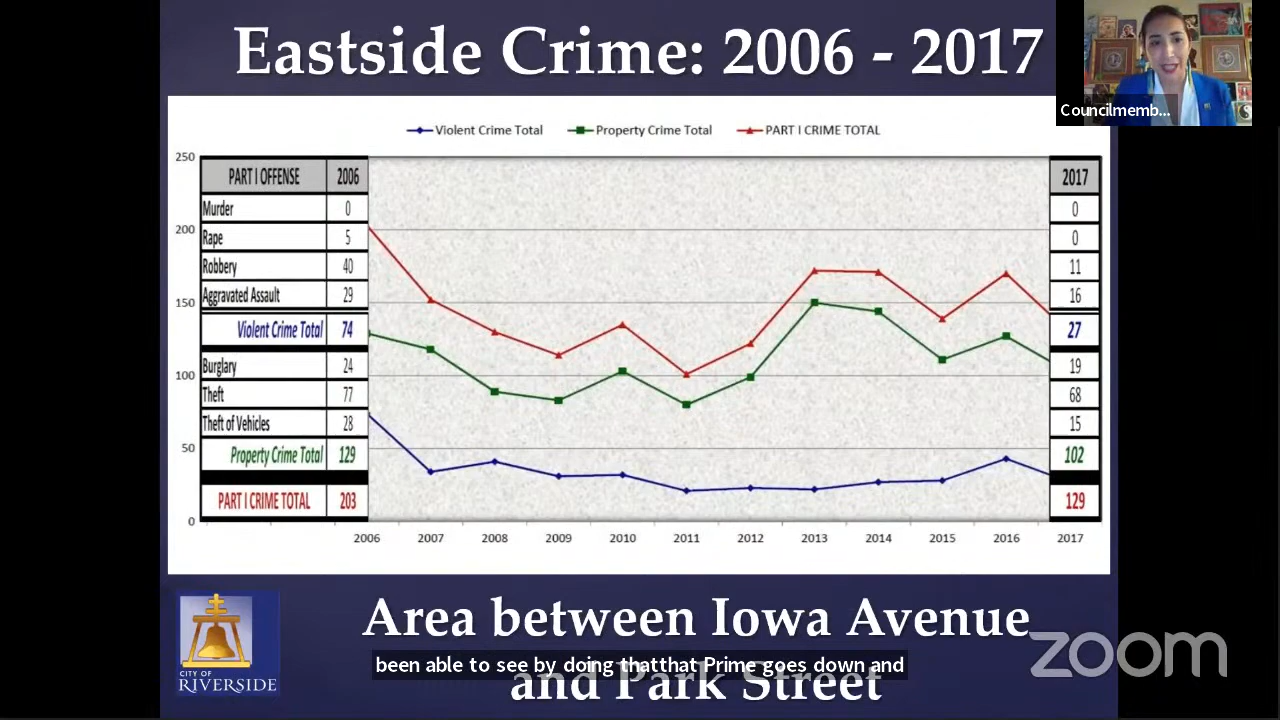 Eastside Crime: 2006 - 2017
Councilmemb...
Violent Crime Total Property Crime Total PART I CRIME TOTAL
250
200
150
100
50
0
PART I OFFENSE 2006 2017
Murder 0 0
Rape 5 0
Robbery 40 11
Aggravated Assault 29 16
Violent Crime Total 74 27
Burglary 24 19
Theft 77 68
Theft of Vehicles 28 15
Property Crime Total 129 102
PART I CRIME TOTAL 203 129
2006 2007 2008 2009 2010 2011 2012 2013 2014 2015 2016 2017
CITY OF
RIVERSIDE
Area between Iowa Avenue
and Park Street
been able to see by doing thatthat Prime goes down and
zoom